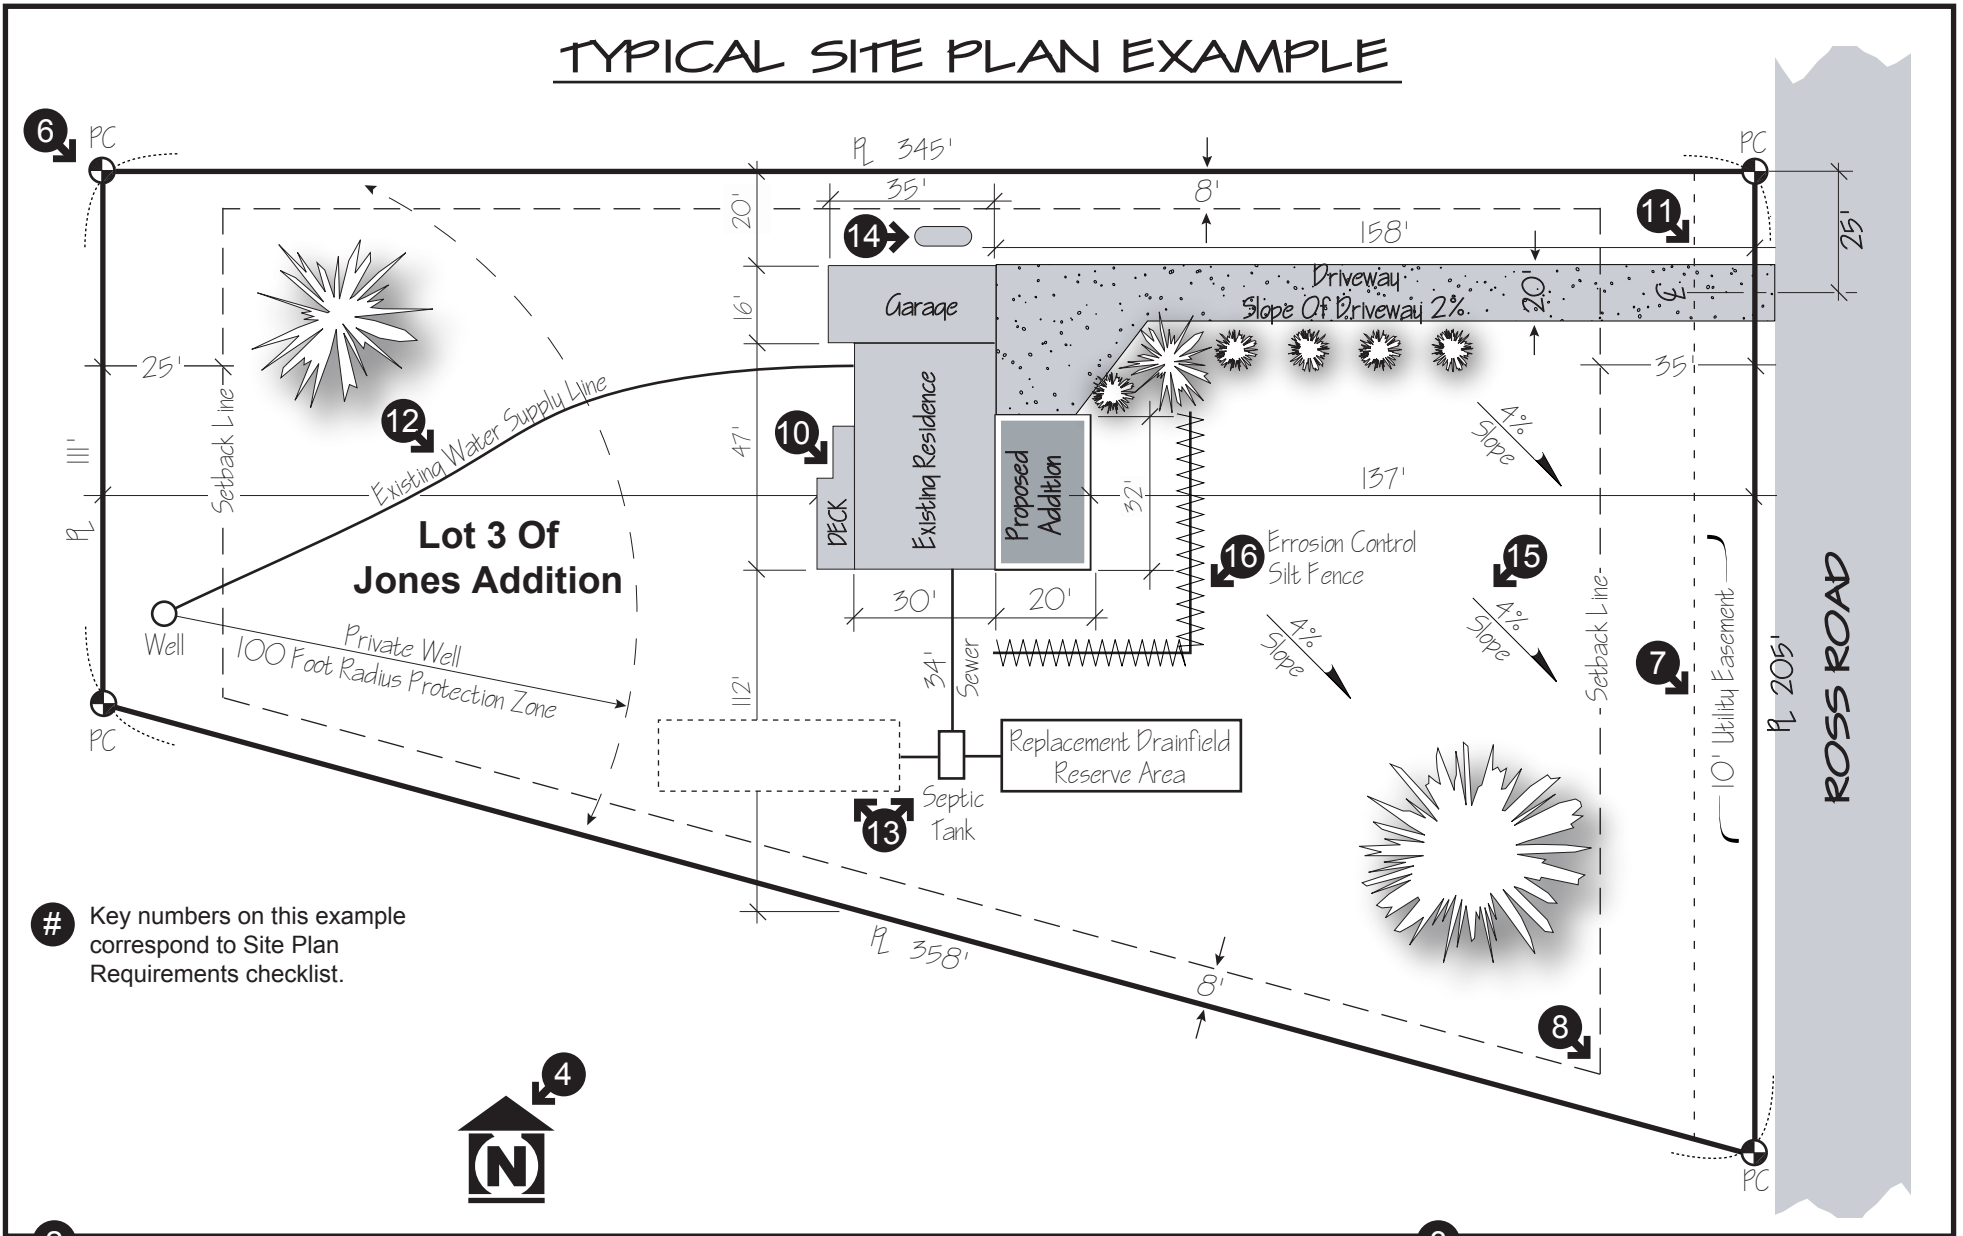 TYPICAL SITE PLAN EXAMPLE
6
PC
PL 345'
PC
35'
8'
11
20'
14
158'
25'
Driveway
Slope Of Driveway 2%
20'
CL
Garage
16'
25'
35'
Setback Line
12
Existing Water Supply Line
10
47'
111'
PL
DECK
Existing Residence
Proposed
Addition
32'
4%
Slope
137'
Lot 3 Of
Jones Addition
16
Errosion Control
Silt Fence
15
4%
Slope
4%
Slope
Setback Line
7
10' Utility Easement
PL 205'
ROSS ROAD
Well
Private Well
100 Foot Radius Protection Zone
30'
20'
34'
Sewer
112'
PC
Replacement Drainfield
Reserve Area
Septic
Tank
13
PL 358'
8'
8
# Key numbers on this example
correspond to Site Plan
Requirements checklist.
4
N
PC